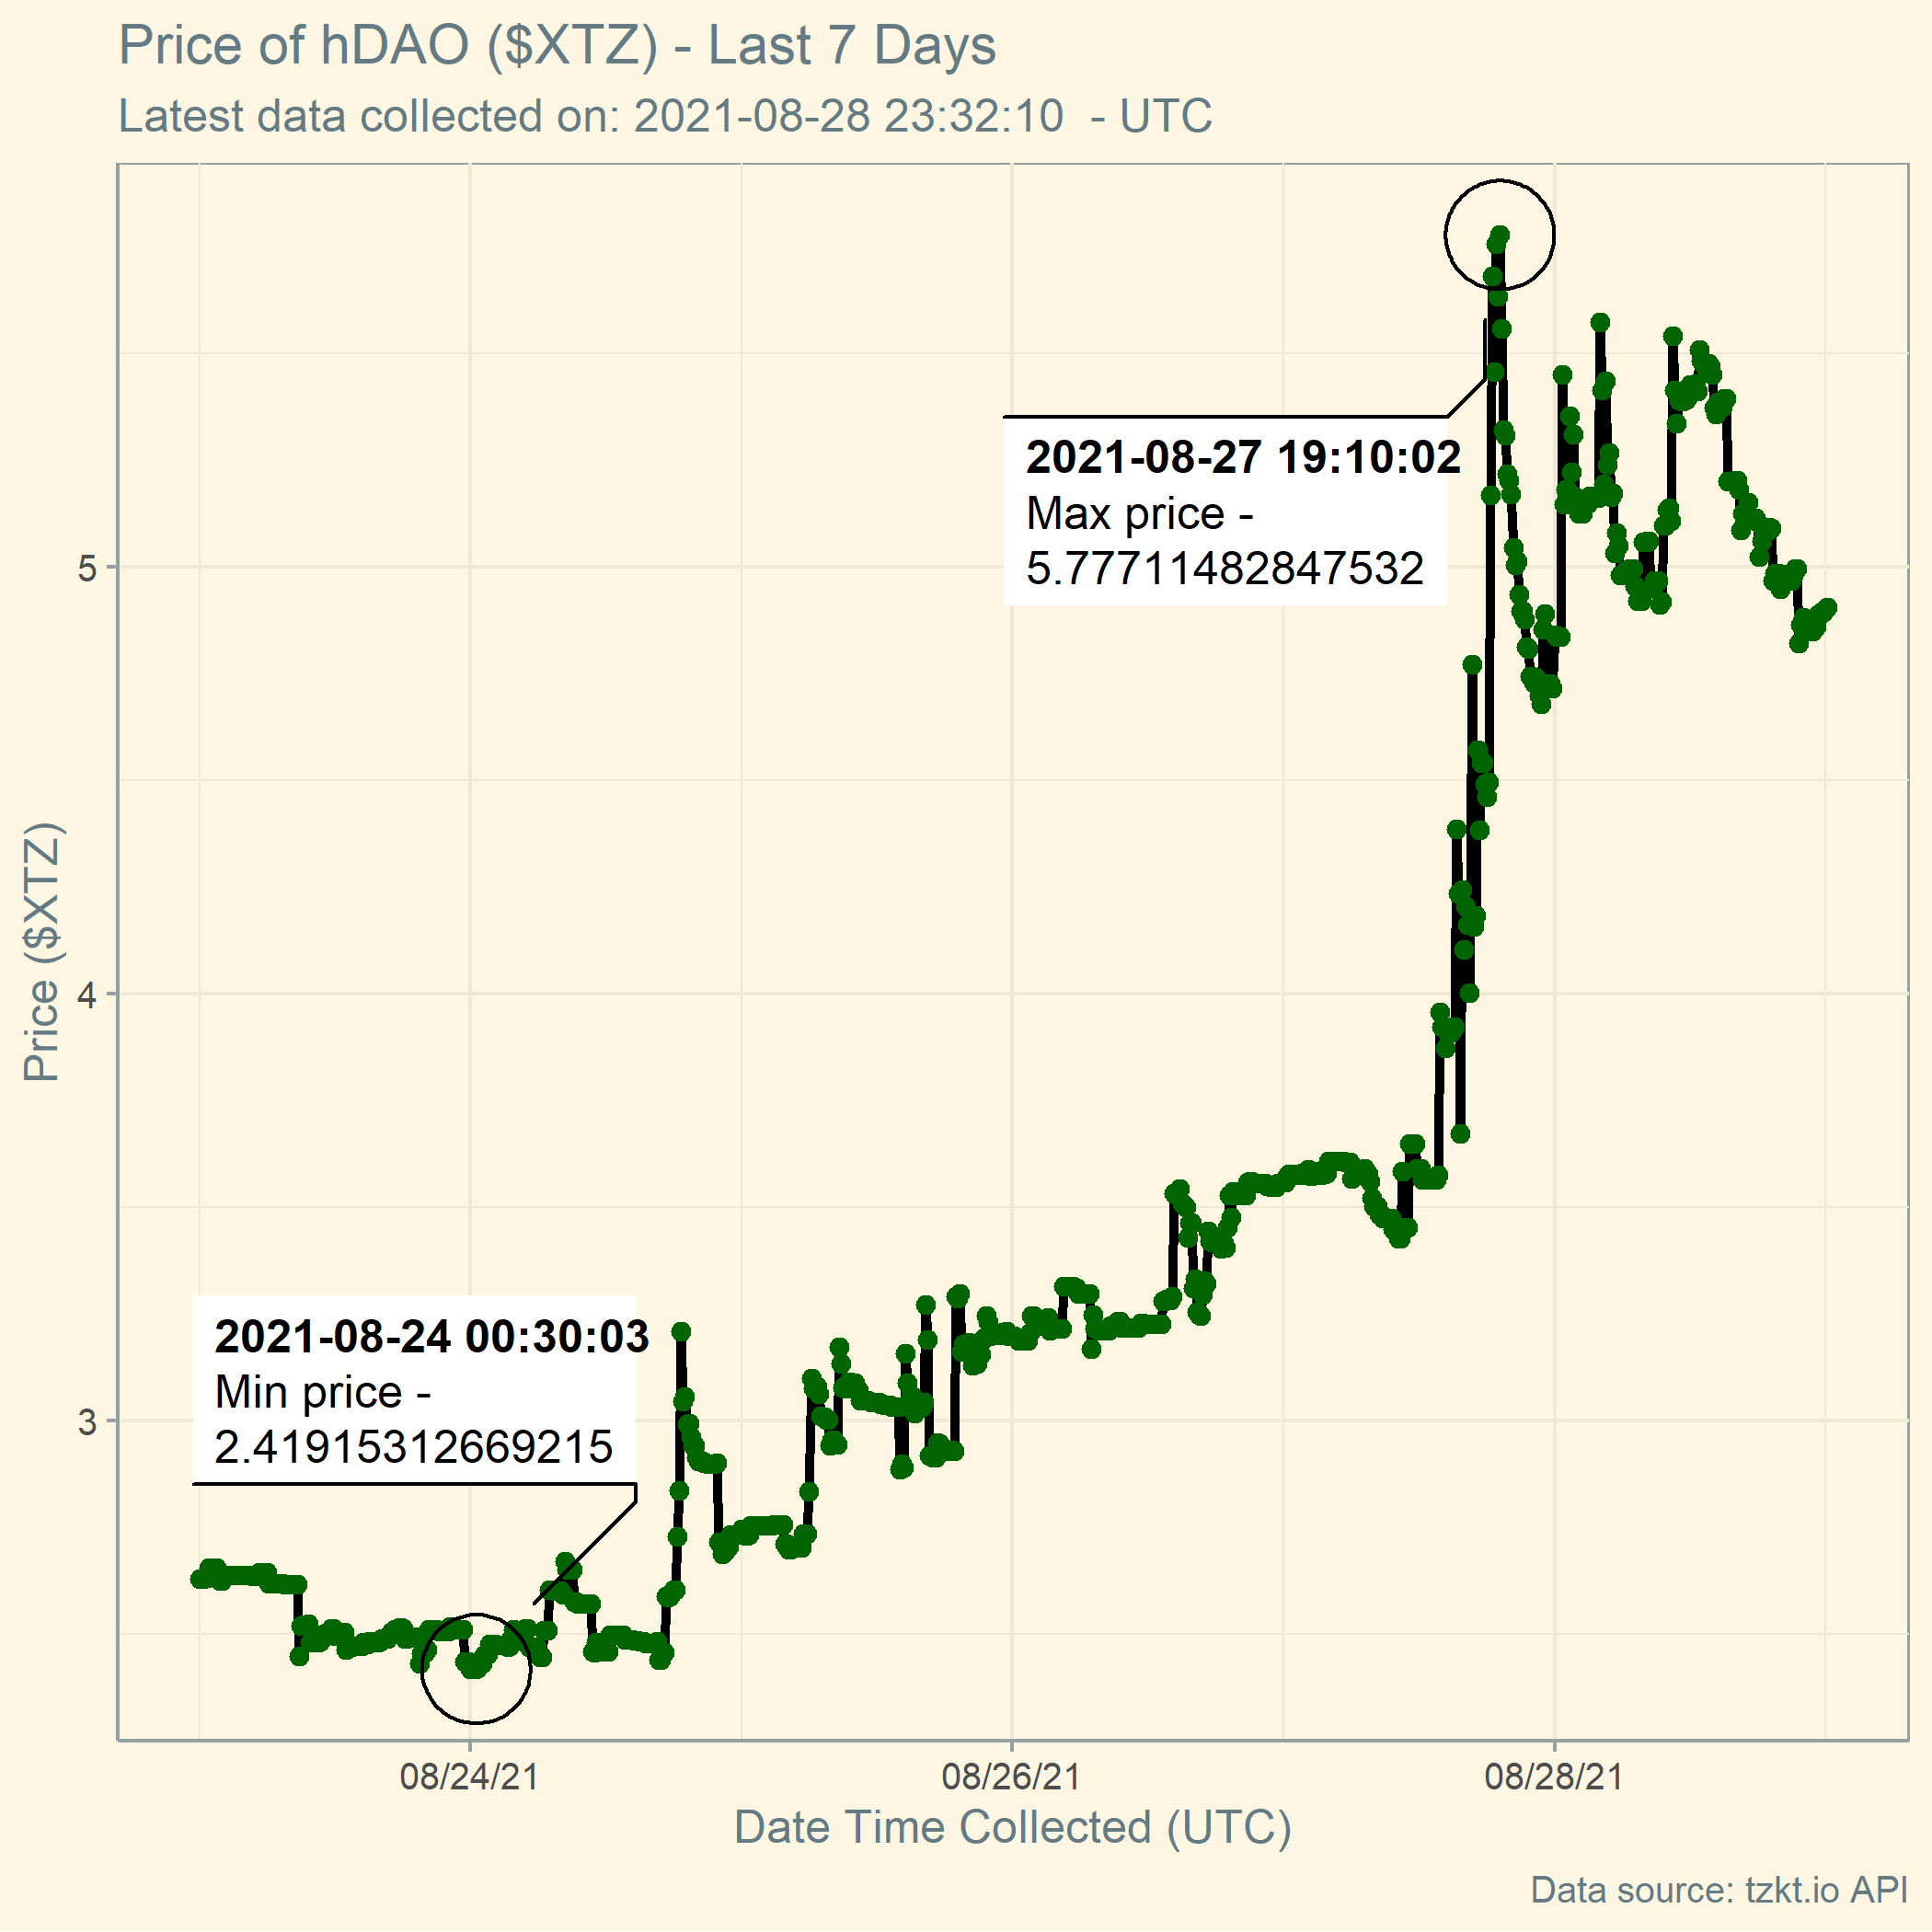 Price of hDAO ($XTZ) - Last 7 Days
Latest data collected on: 2021-08-28 23:32:10  - UTC
2021-08-27 19:10:02
Max price -
5.77711482847532
5
Price ($XTZ)
4
2021-08-24 00:30:03
Min price -
2.41915312669215
3
08/24/21
08/26/21
08/28/21
Date Time Collected (UTC)
Data source: tzkt.io API